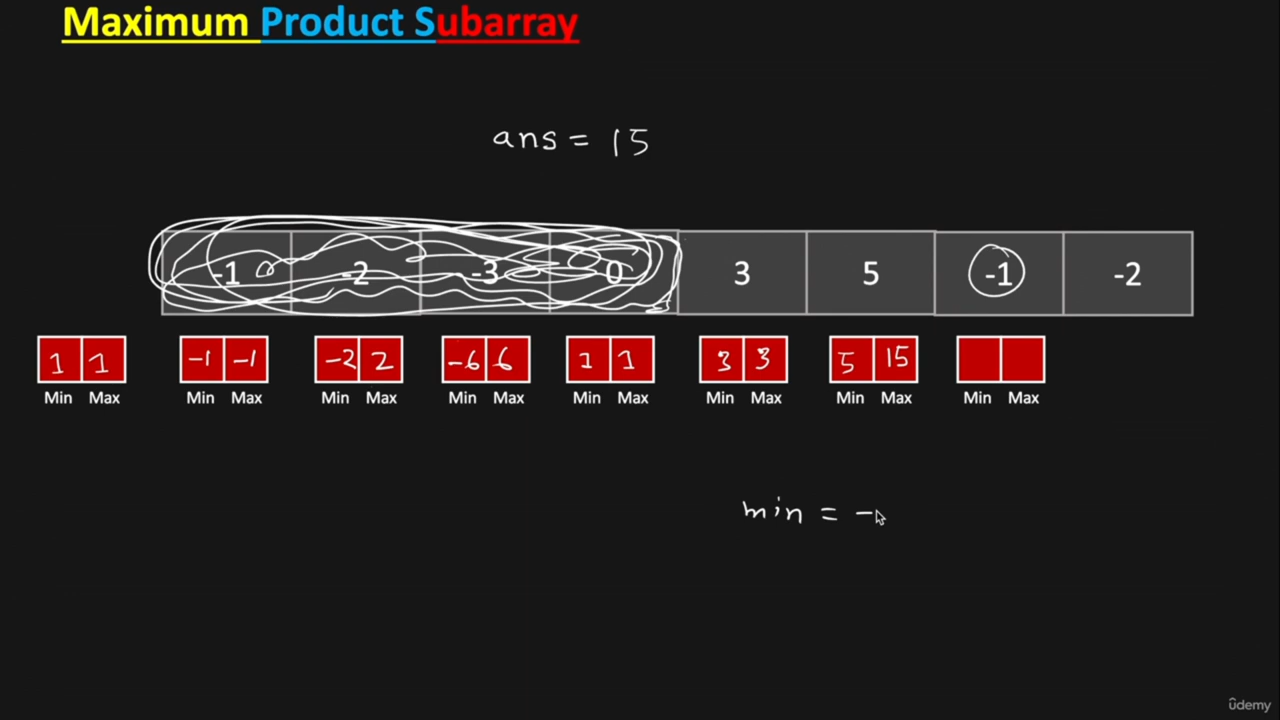 Maximum Product Subarray
ans = 15
-1 -2 -3 0 3 5 -1 -2
1 1 -1 -1 -2 2 -6 6 1 1 3 3 5 15
Min Max Min Max Min Max Min Max Min Max Min Max Min Max Min Max
min = -
ûdemy